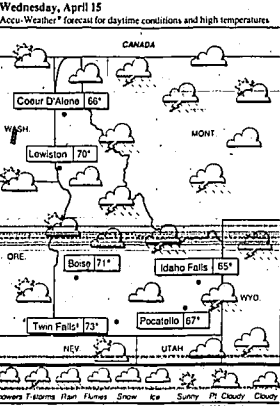 Wednesday, April 15
Accu-Weather® forecast for daytime conditions and high temperatures
CANADA
Coeur D'Alene 66°
WASH.
MONT.
Lewiston 70°
ORE.
Boise 71°
Idaho Falls 65°
WYO.
Twin Falls 73°
Pocatello 67°
NEV.
UTAH
owers T-storms Rain Flurries Snow Ice Sunny Pt. Cloudy Cloudy